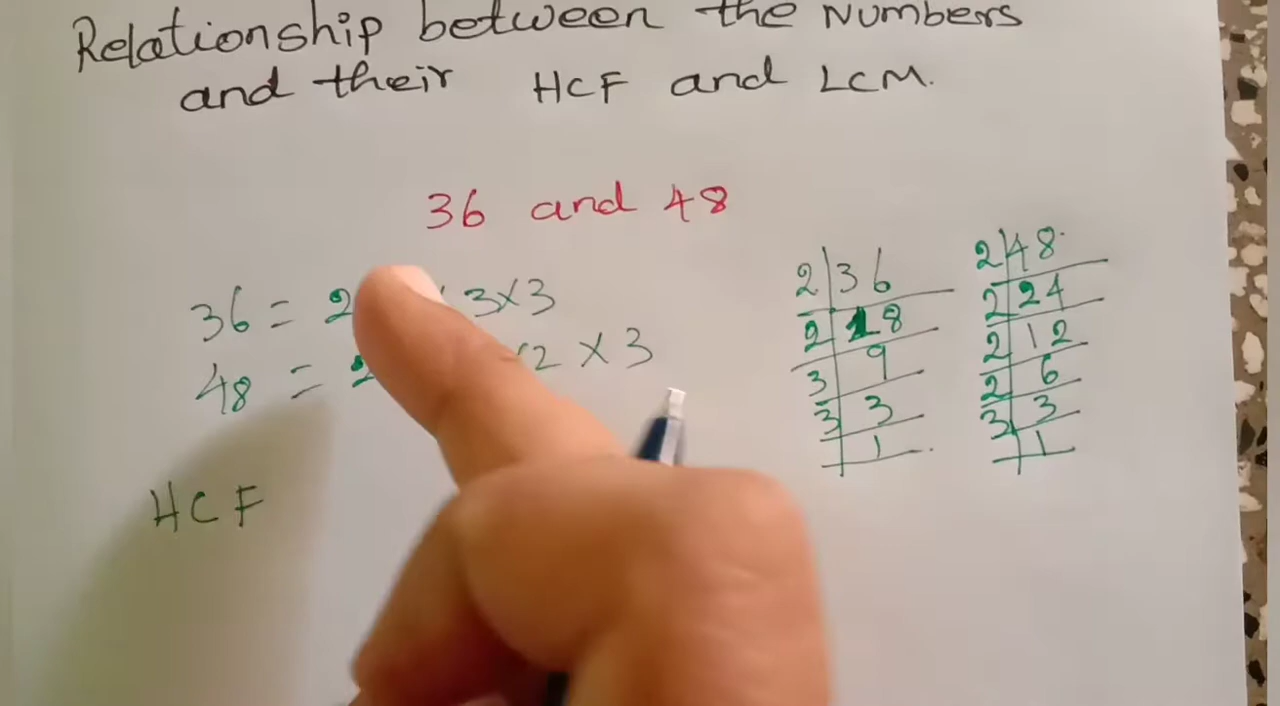 Relationship between the Numbers
and their HCF and LCM.
36 and 48
36 = 2 3×3
48 = 2 ×2 × 3
HCF
2 36
2 18
3 9
3 3
1
2 48
2 24
2 12
2 6
3 3
1